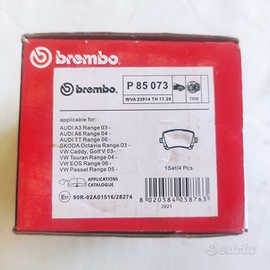 brembo
brembo
P 85 073
TRW
WVA 23914 TH 17.20
applicable for:
AUDI A3 Range 03 -
AUDI A6 Range 04 -
AUDI TT Range 06 -
SKODA Octavia Range 03 -
VW Caddy, Golf V 03-
VW Touran Range 04 -
VW EOS Range 06 -
VW Passat Range 05 -
1Set/4 Pcs.
APPLICATIONS
CATALOGUE
90R-02A01516/28274
8 020584 058763
2021
SUBITO